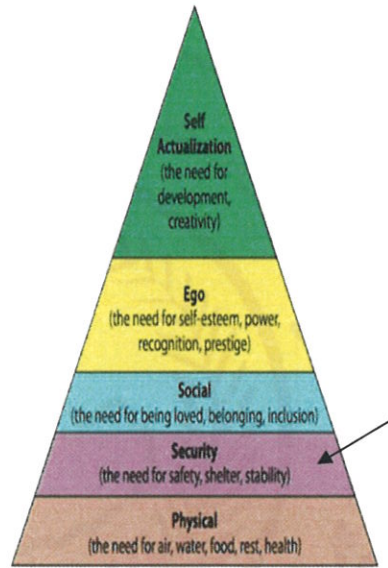 Self
Actualization
(the need for
development,
creativity)
Ego
(the need for self-esteem, power,
recognition, prestige)
Social
(the need for being loved, belonging, inclusion)
Security
(the need for safety, shelter, stability)
Physical
(the need for air, water, food, rest, health)